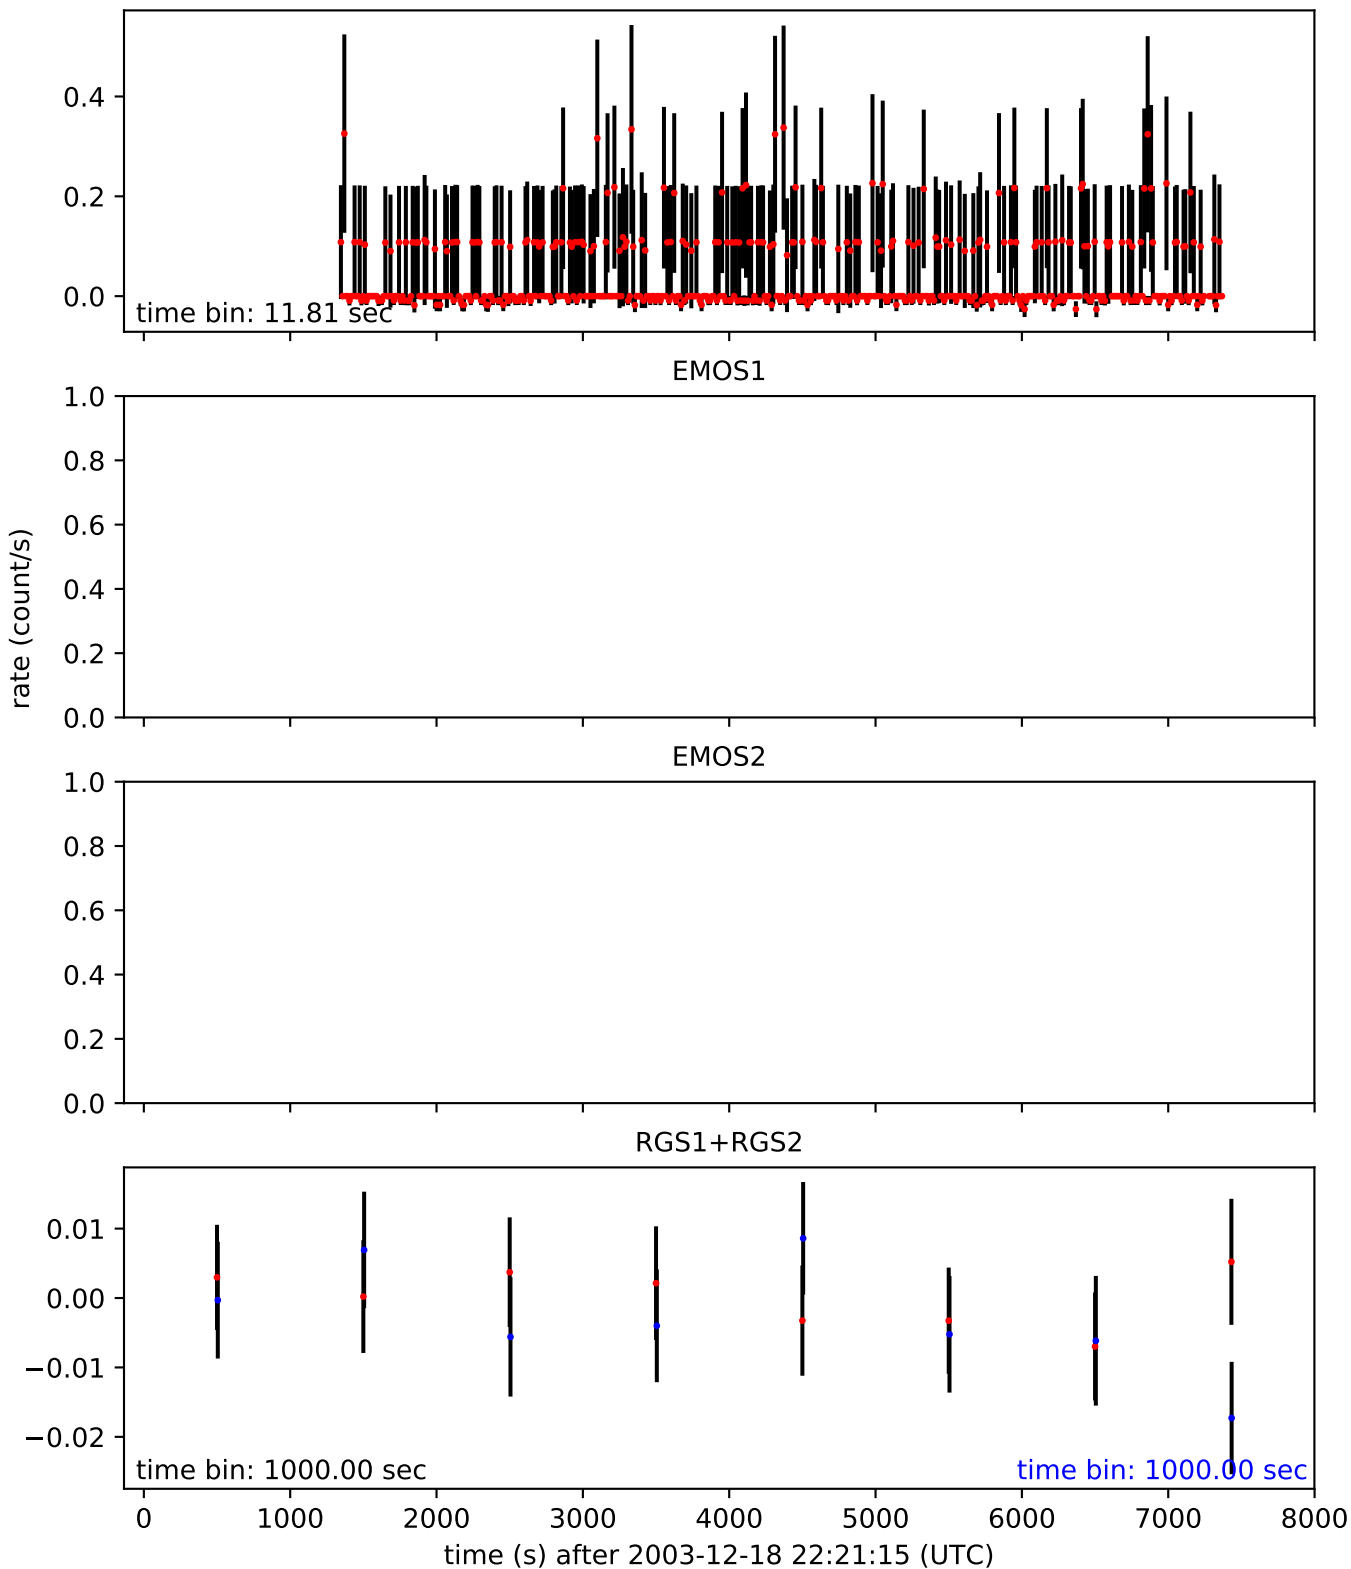 0.4
0.2
0.0
time bin: 11.81 sec
EMOS1
1.0
0.8
0.6
0.4
0.2
0.0
rate (count/s)
EMOS2
1.0
0.8
0.6
0.4
0.2
0.0
RGS1+RGS2
0.01
0.00
−0.01
−0.02
time bin: 1000.00 sec
time bin: 1000.00 sec
0 1000 2000 3000 4000 5000 6000 7000 8000
time (s) after 2003-12-18 22:21:15 (UTC)